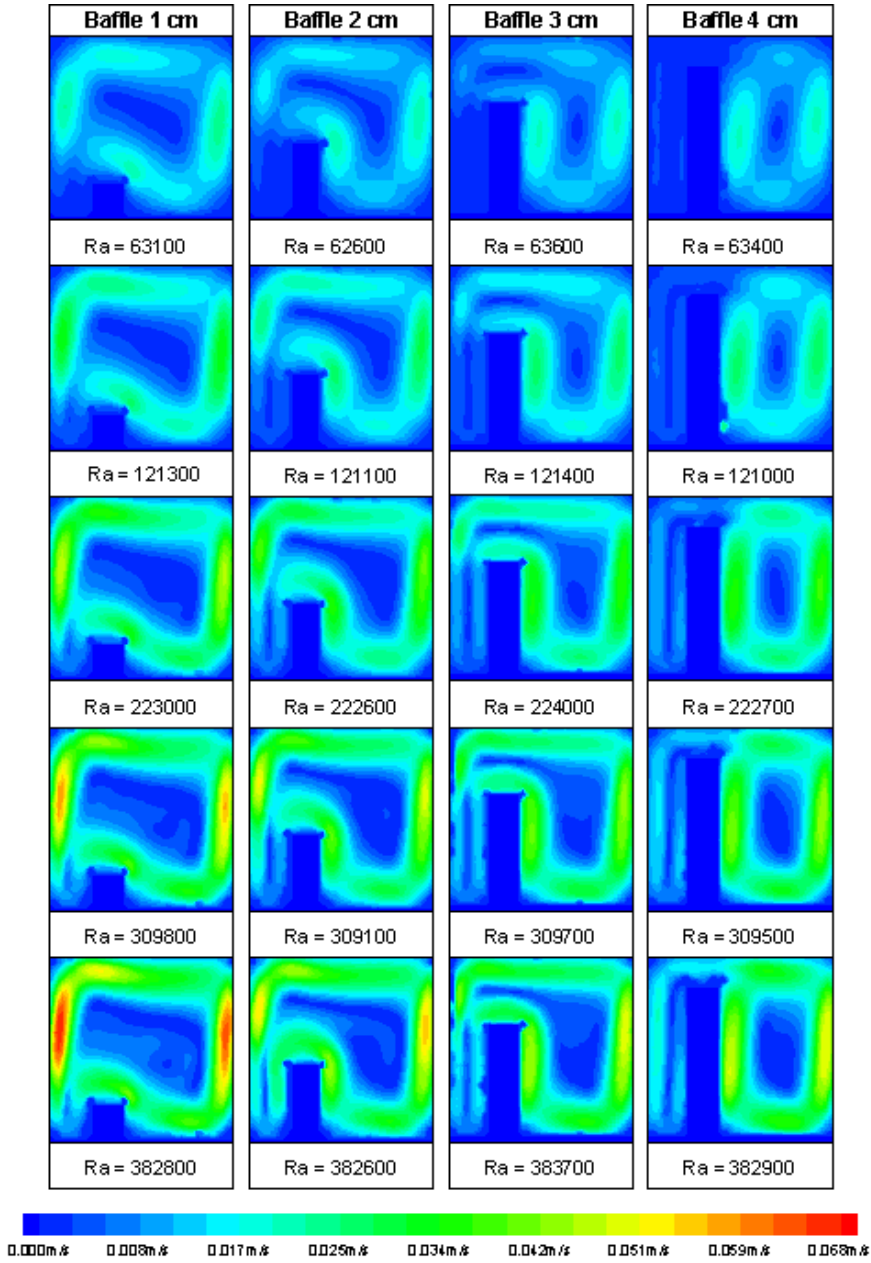 Baffle 1 cm Baffle 2 cm Baffle 3 cm Baffle 4 cm
Ra = 63100 Ra = 62600 Ra = 63600 Ra = 63400
Ra = 121300 Ra = 121100 Ra = 121400 Ra = 121000
Ra = 223000 Ra = 222600 Ra = 224000 Ra = 222700
Ra = 309800 Ra = 309100 Ra = 309700 Ra = 309500
Ra = 382800 Ra = 382600 Ra = 383700 Ra = 382900
0.000m/s 0.008m/s 0.017m/s 0.025m/s 0.034m/s 0.042m/s 0.051m/s 0.059m/s 0.068m/s